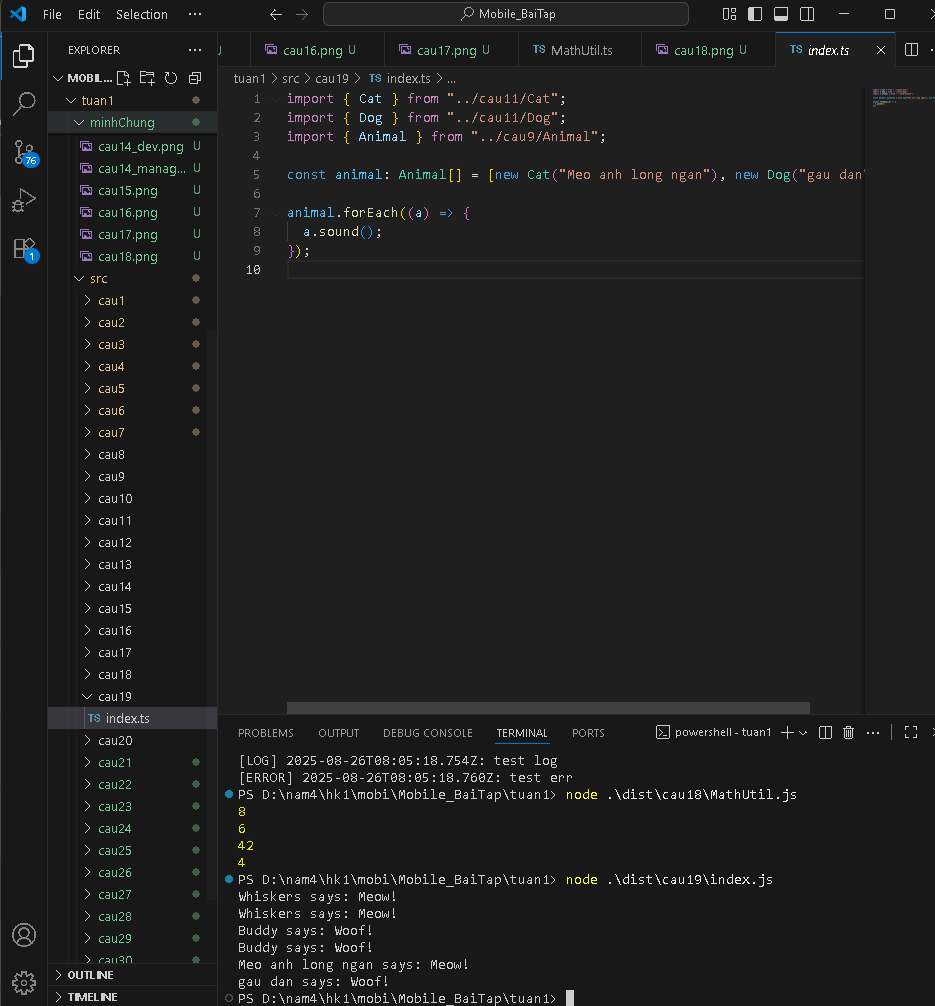 File Edit Selection ··· Mobile_BaiTap
EXPLORER ···
MOBIL...
tuan1
minhChung
cau14_dev.png U
cau14_manag... U
cau15.png U
cau16.png U
cau17.png U
cau18.png U
src
cau1
cau2
cau3
cau4
cau5
cau6
cau7
cau8
cau9
cau10
cau11
cau12
cau13
cau14
cau15
cau16
cau17
cau18
cau19
TS index.ts
cau20
cau21
cau22
cau23
cau24
cau25
cau26
cau27
cau28
cau29
cau30
OUTLINE
TIMELINE
76
1
U cau16.png U cau17.png U TS MathUtil.ts cau18.png U TS index.ts
tuan1 > src > cau19 > TS index.ts > ...
1 import { Cat } from "../cau11/Cat";
2 import { Dog } from "../cau11/Dog";
3 import { Animal } from "../cau9/Animal";
4
5 const animal: Animal[] = [new Cat("Meo anh long ngan"), new Dog("gau dan"
6
7 animal.forEach((a) => {
8 a.sound();
9 });
10
PROBLEMS OUTPUT DEBUG CONSOLE TERMINAL PORTS powershell - tuan1
[LOG] 2025-08-26T08:05:18.754Z: test log
[ERROR] 2025-08-26T08:05:18.760Z: test err
PS D:\nam4\hk1\mobi\Mobile_BaiTap\tuan1> node .\dist\cau18\MathUtil.js
8
6
42
4
PS D:\nam4\hk1\mobi\Mobile_BaiTap\tuan1> node .\dist\cau19\index.js
Whiskers says: Meow!
Whiskers says: Meow!
Buddy says: Woof!
Buddy says: Woof!
Meo anh long ngan says: Meow!
gau dan says: Woof!
PS D:\nam4\hk1\mobi\Mobile_BaiTap\tuan1>